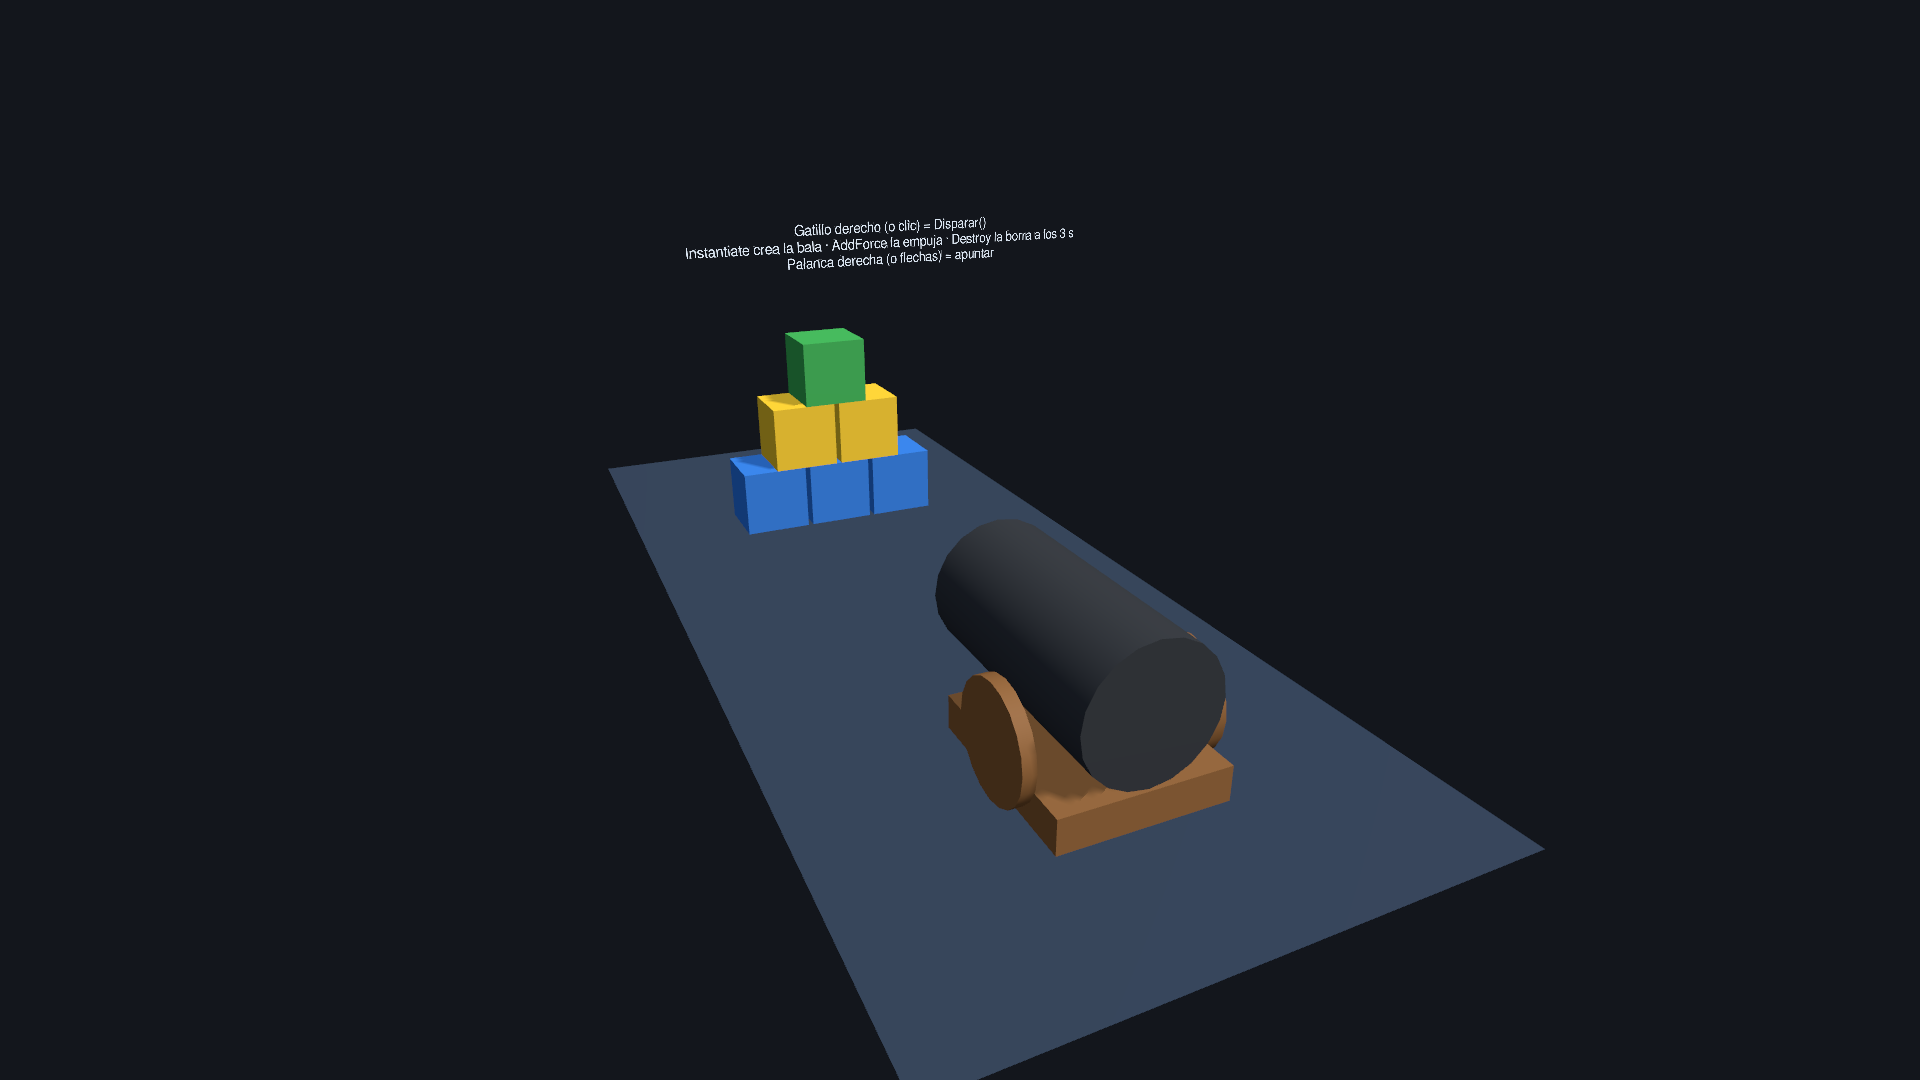 Gatillo derecho (o clic) = Disparar()
Instantiate crea la bala · AddForce la empuja · Destroy la borra a los 3 s
Palanca derecha (o flechas) = apuntar